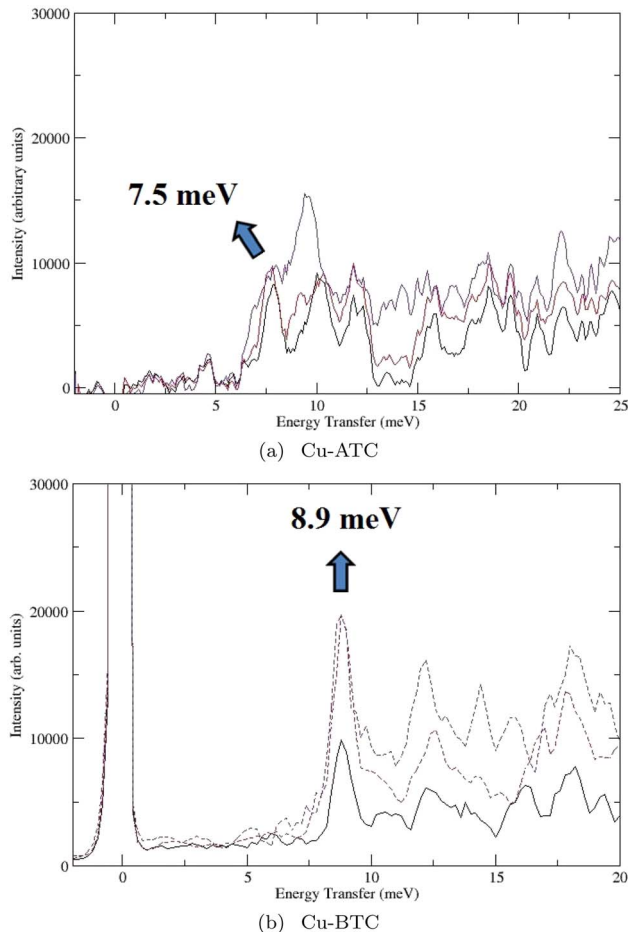 30000
20000
10000
0
Intensity (arbitrary units)
7.5 meV
0 5 10 15 20 25
Energy Transfer (meV)
(a) Cu-ATC
30000
20000
10000
0
Intensity (arb. units)
8.9 meV
0 5 10 15 20
Energy Transfer (meV)
(b) Cu-BTC